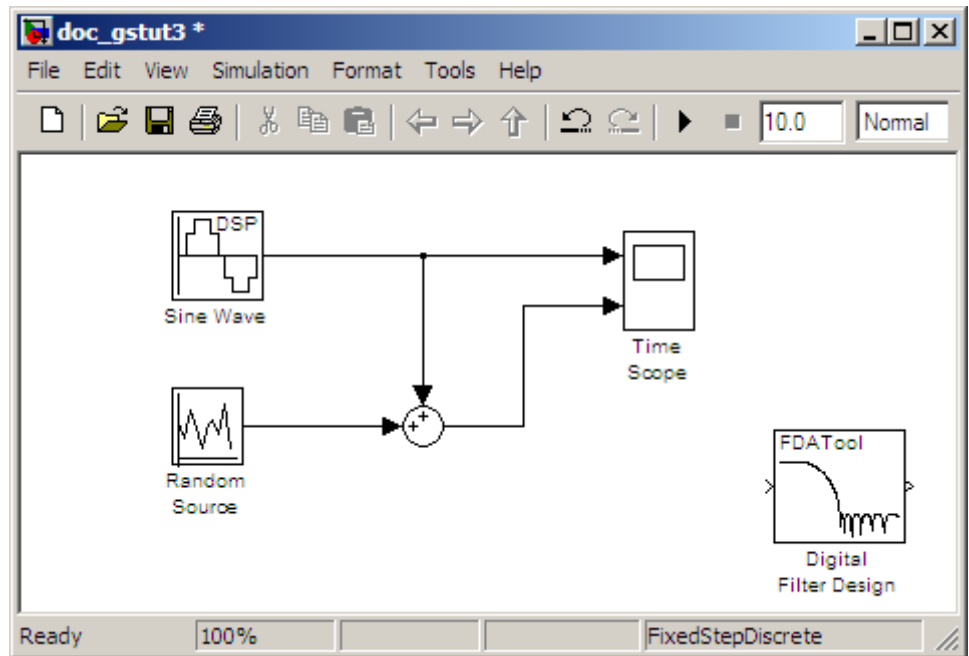 doc_gstut3 *
File Edit View Simulation Format Tools Help
10.0 Normal
DSP
Sine Wave
Time
Scope
++
Random
Source
FDATool
Digital
Filter Design
Ready 100% FixedStepDiscrete